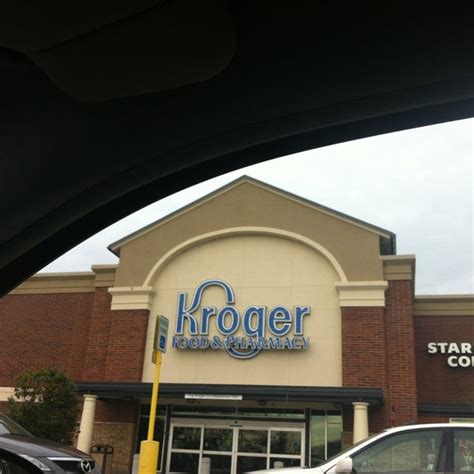 Kroger
FOOD & PHARMACY
STAR
CO